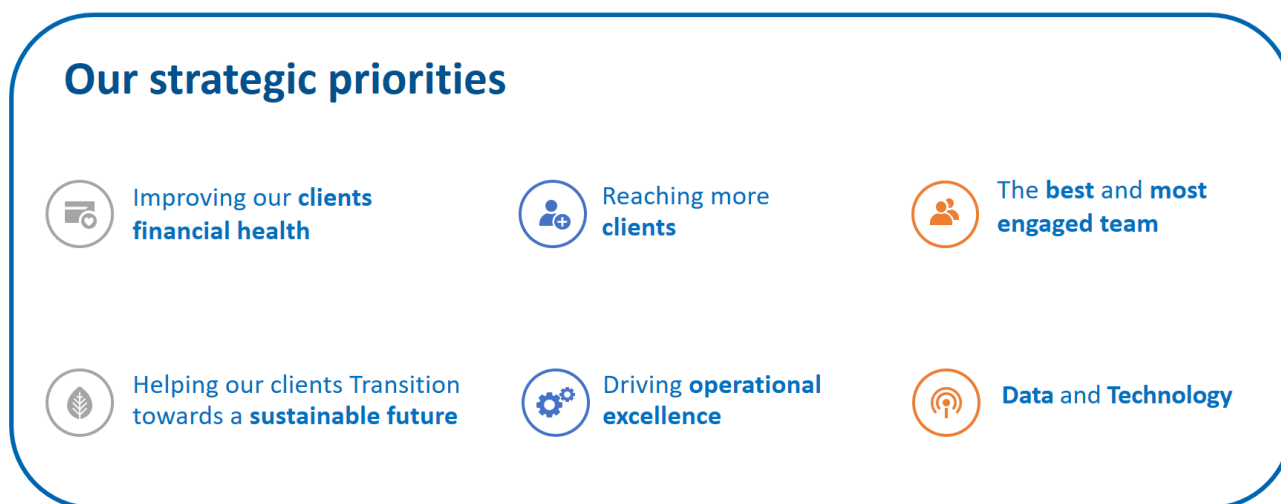 Our strategic priorities
Improving our clients
financial health
Reaching more
clients
The best and most
engaged team
Helping our clients Transition
towards a sustainable future
Driving operational
excellence
Data and Technology